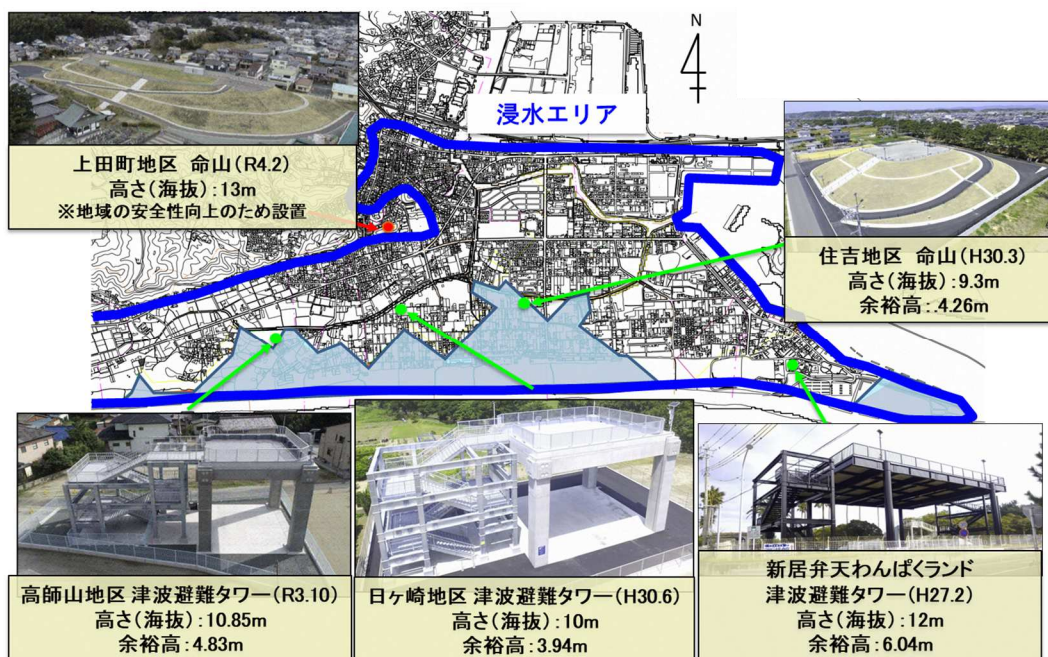 N
浸水エリア
上田町地区 命山(R4.2)
高さ(海抜):13m
※地域の安全性向上のため設置
住吉地区 命山(H30.3)
高さ(海抜):9.3m
余裕高:.4.26m
高師山地区 津波避難タワー(R3.10)
高さ(海抜):10.85m
余裕高:4.83m
日ヶ崎地区 津波避難タワー(H30.6)
高さ(海抜):10m
余裕高:3.94m
新居弁天わんぱくランド
津波避難タワー(H27.2)
高さ(海抜):12m
余裕高:6.04m